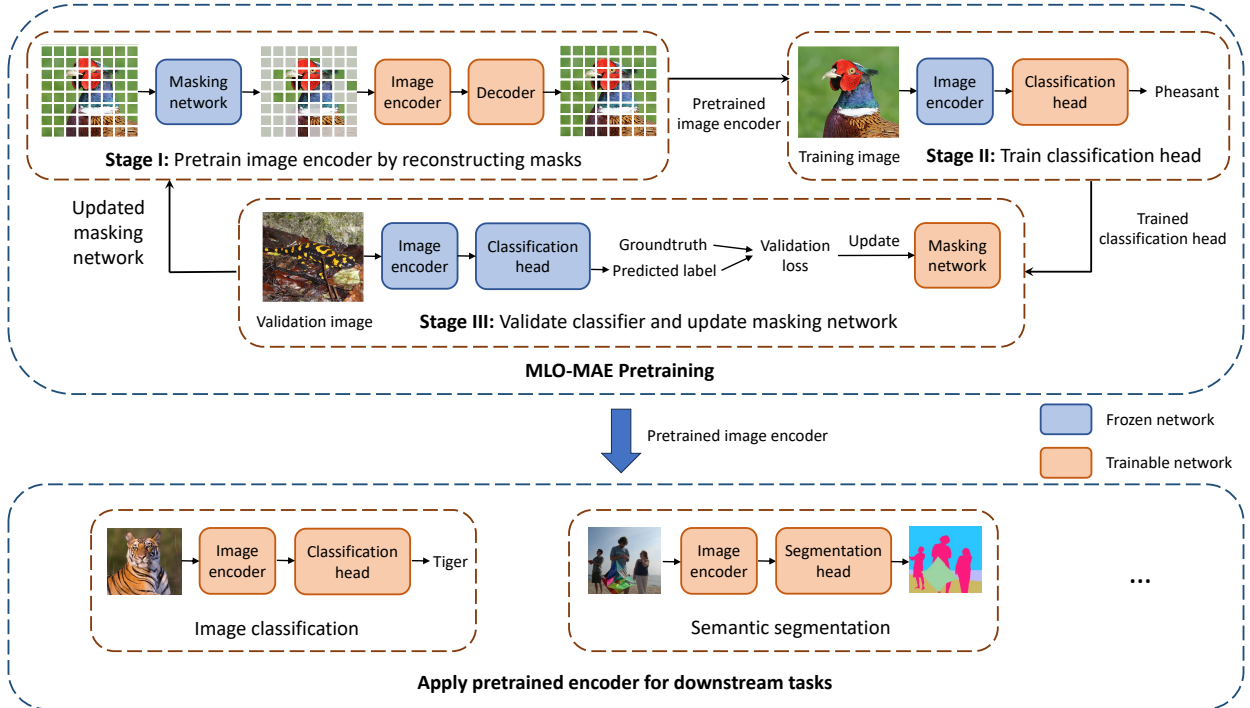 Masking
network
Image
encoder
Decoder
Stage I: Pretrain image encoder by reconstructing masks
Pretrained
image encoder
Training image
Image
encoder
Classification
head
Pheasant
Stage II: Train classification head
Updated
masking
network
Trained
classification head
Validation image
Image
encoder
Classification
head
Groundtruth
Predicted label
Validation
loss
Update
Masking
network
Stage III: Validate classifier and update masking network
MLO-MAE Pretraining
Pretrained image encoder
Frozen network
Trainable network
Image
encoder
Classification
head
Tiger
Image classification
Image
encoder
Segmentation
head
Semantic segmentation
...
Apply pretrained encoder for downstream tasks